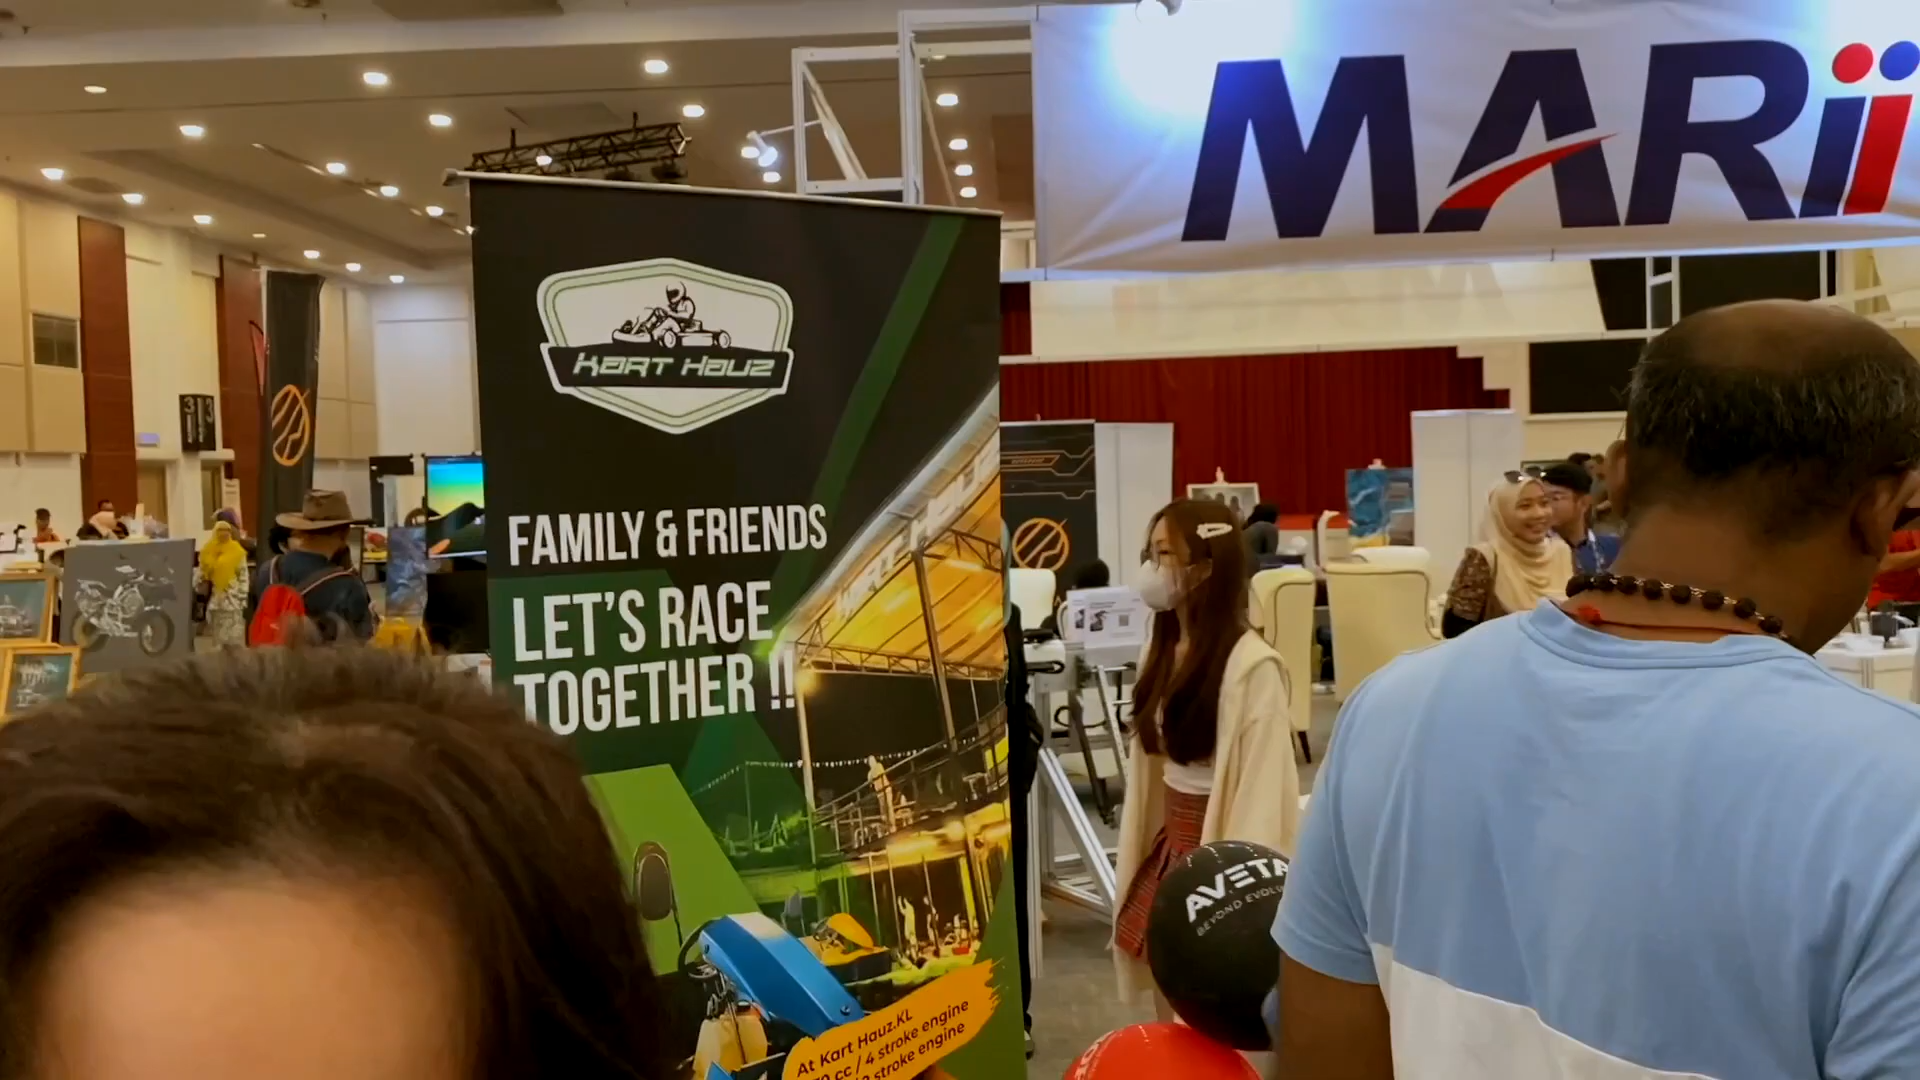 MARii
KART HAUZ
FAMILY & FRIENDS
LET'S RACE
TOGETHER !!
AVETA
BEYOND
At Kart Hauz,KL
cc / 4 stroke engine
stroke engine